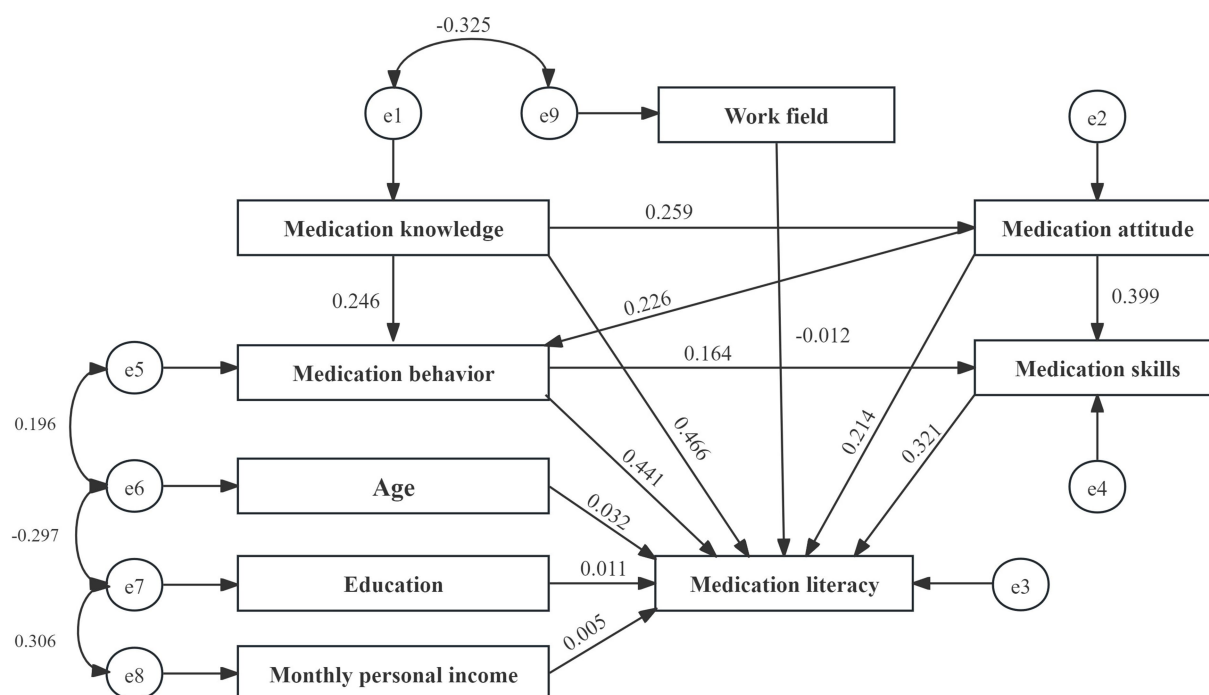 -0.325
e1
e9
Work field
e2
Medication knowledge
0.259
Medication attitude
0.246
0.226
-0.012
0.399
e5
Medication behavior
0.164
Medication skills
0.196
0.466
0.214
0.321
0.441
e6
Age
e4
0.032
-0.297
e7
Education
0.011
Medication literacy
e3
0.306
0.005
e8
Monthly personal income